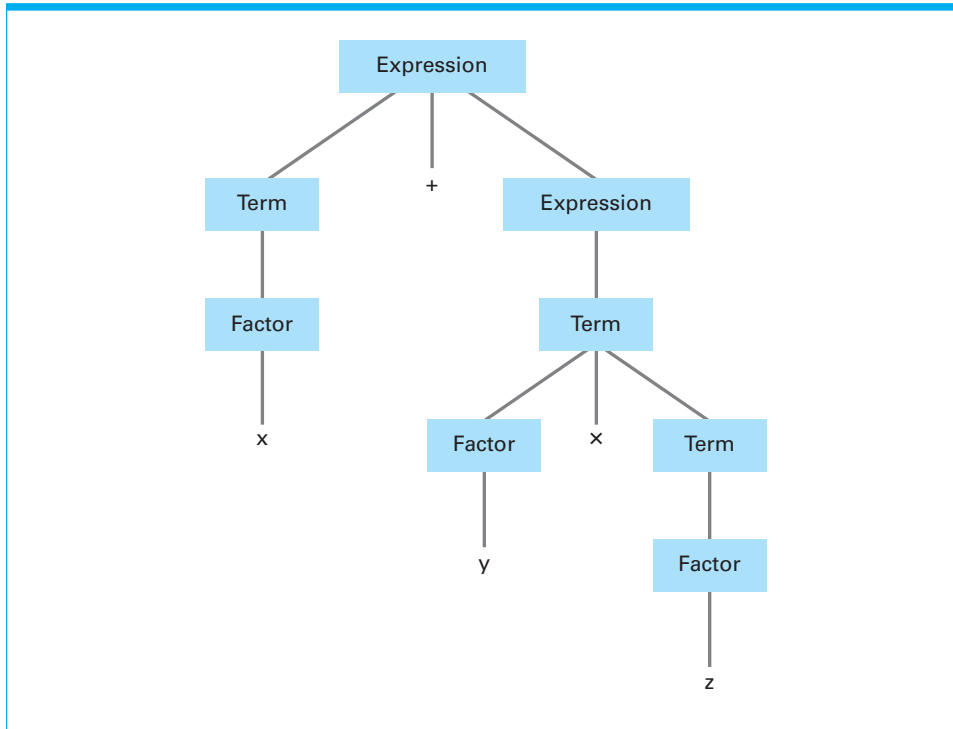 Expression
+
Term Expression
Factor Term
x Factor × Term
y Factor
z